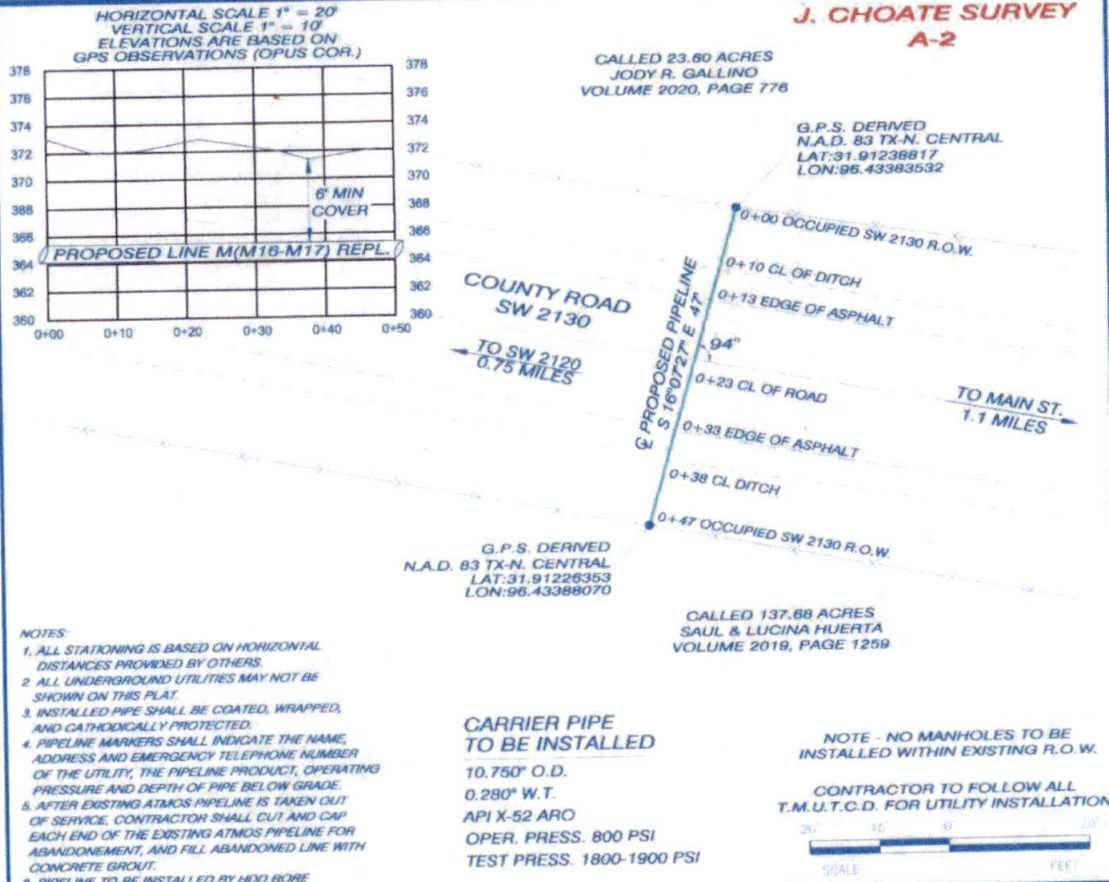 HORIZONTAL SCALE 1" = 20'
VERTICAL SCALE 1" = 10'
ELEVATIONS ARE BASED ON
GPS OBSERVATIONS (OPUS COR.)
378 378
376 376
374 374
372 372
370 370
368 368
366 366
364 364
362 362
360 360
6' MIN
COVER
PROPOSED LINE M(M16-M17) REPL.
0+00 0+10 0+20 0+30 0+40 0+50
J. CHOATE SURVEY
A-2
CALLED 23.60 ACRES
JODY R. GALLINO
VOLUME 2020, PAGE 776
G.P.S. DERIVED
N.A.D. 83 TX-N. CENTRAL
LAT:31.91238817
LON:96.43383532
0+00 OCCUPIED SW 2130 R.O.W.
0+10 CL OF DITCH
0+13 EDGE OF ASPHALT
94°
0+23 CL OF ROAD
0+33 EDGE OF ASPHALT
0+38 CL DITCH
0+47 OCCUPIED SW 2130 R.O.W.
COUNTY ROAD
SW 2130
TO SW 2120
0.75 MILES
℄ PROPOSED PIPELINE
S 16°07'27" E 47'
TO MAIN ST.
1.1 MILES
G.P.S. DERIVED
N.A.D. 83 TX-N. CENTRAL
LAT:31.91226353
LON:96.43388070
CALLED 137.68 ACRES
SAUL & LUCINA HUERTA
VOLUME 2019, PAGE 1259
NOTES:
1. ALL STATIONING IS BASED ON HORIZONTAL
DISTANCES PROVIDED BY OTHERS.
2. ALL UNDERGROUND UTILITIES MAY NOT BE
SHOWN ON THIS PLAT.
3. INSTALLED PIPE SHALL BE COATED, WRAPPED,
AND CATHODICALLY PROTECTED.
4. PIPELINE MARKERS SHALL INDICATE THE NAME,
ADDRESS AND EMERGENCY TELEPHONE NUMBER
OF THE UTILITY, THE PIPELINE PRODUCT, OPERATING
PRESSURE AND DEPTH OF PIPE BELOW GRADE.
5. AFTER EXISTING ATMOS PIPELINE IS TAKEN OUT
OF SERVICE, CONTRACTOR SHALL CUT AND CAP
EACH END OF THE EXISTING ATMOS PIPELINE FOR
ABANDONEMENT, AND FILL ABANDONED LINE WITH
CONCRETE GROUT.
6. PIPELINE TO BE INSTALLED BY HDD BORE
CARRIER PIPE
TO BE INSTALLED
10.750" O.D.
0.280" W.T.
API X-52 ARO
OPER. PRESS. 800 PSI
TEST PRESS. 1800-1900 PSI
NOTE - NO MANHOLES TO BE
INSTALLED WITHIN EXISTING R.O.W.
CONTRACTOR TO FOLLOW ALL
T.M.U.T.C.D. FOR UTILITY INSTALLATION
20' 0' 20'
SCALE FEET